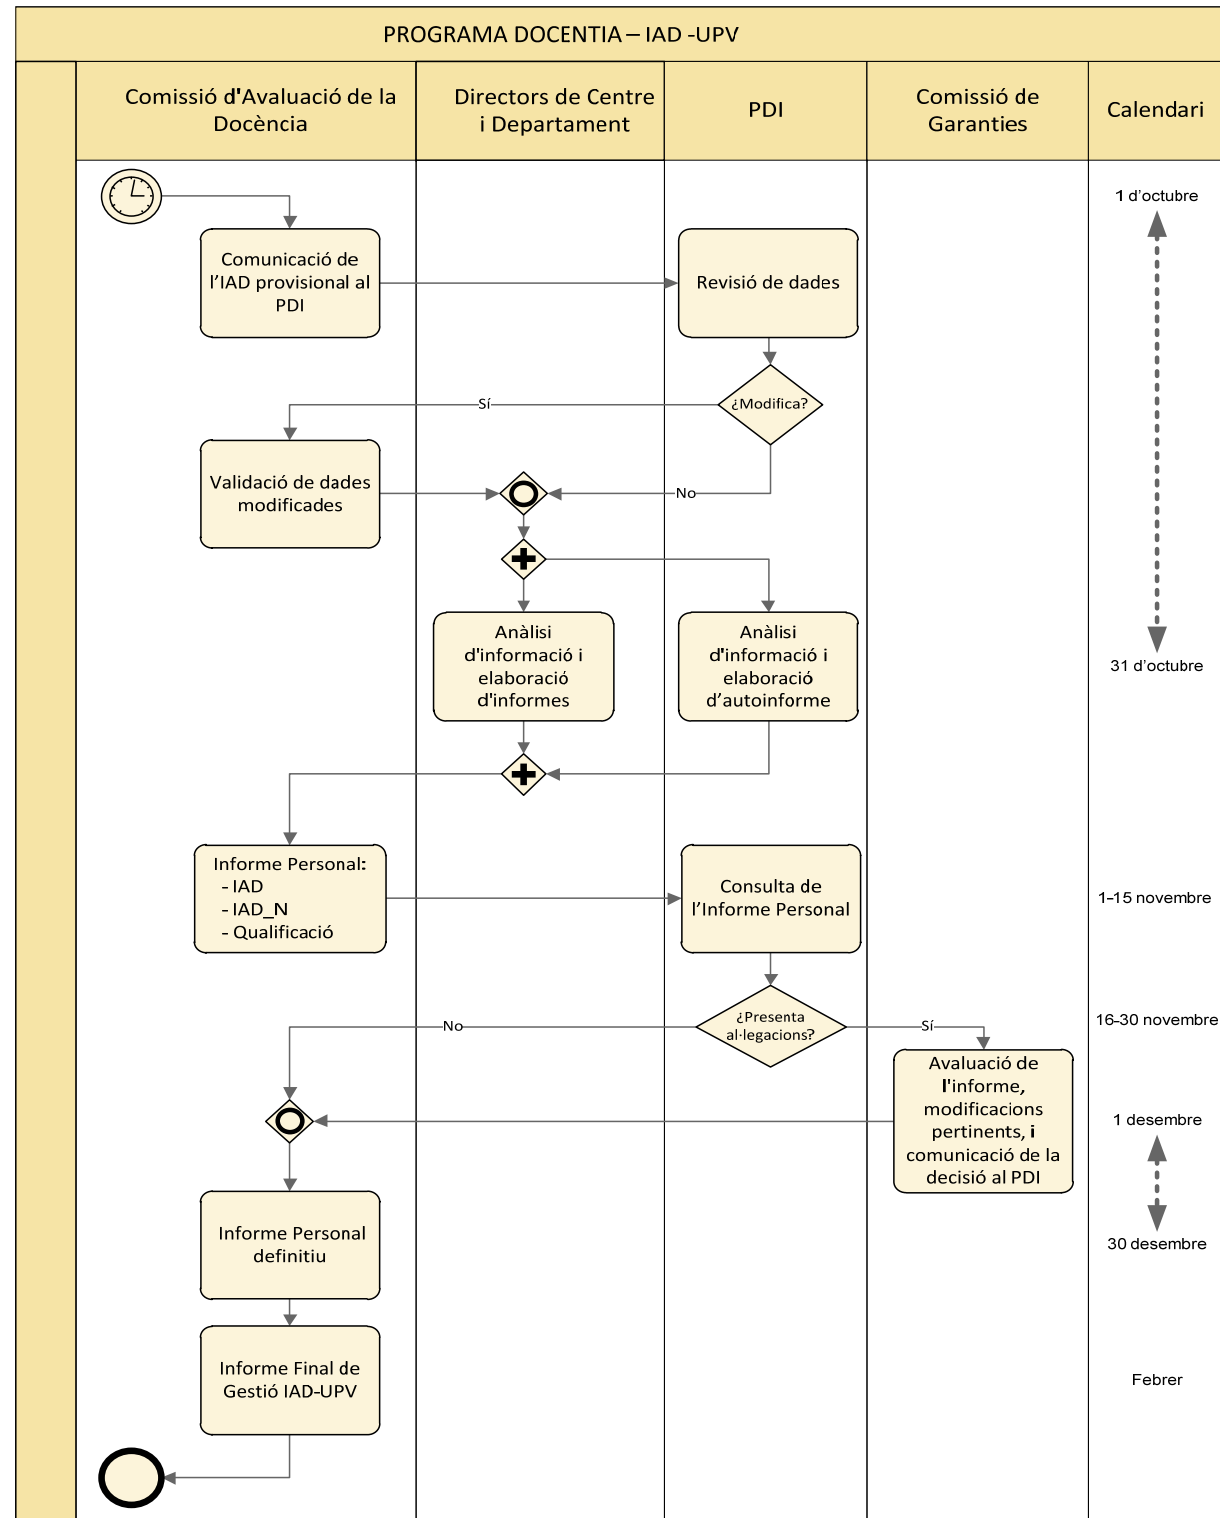 PROGRAMA DOCENTIA – IAD -UPV
Comissió d'Avaluació de la
Docència
Directors de Centre
i Departament
PDI
Comissió de
Garanties
Calendari
1 d'octubre
Comunicació de
l’IAD provisional al
PDI
Revisió de dades
¿Modifica?
Sí
Validació de dades
modificades
No
Anàlisi
d'informació i
elaboració
d'informes
Anàlisi
d'informació i
elaboració
d’autoinforme
31 d'octubre
Informe Personal:
- IAD
- IAD_N
- Qualificació
Consulta de
l’Informe Personal
1-15 novembre
¿Presenta
al·legacions?
No
Sí
16-30 novembre
Avaluació de
l'informe,
modificacions
pertinents, i
comunicació de la
decisió al PDI
1 desembre
Informe Personal
definitiu
30 desembre
Informe Final de
Gestió IAD-UPV
Febrer